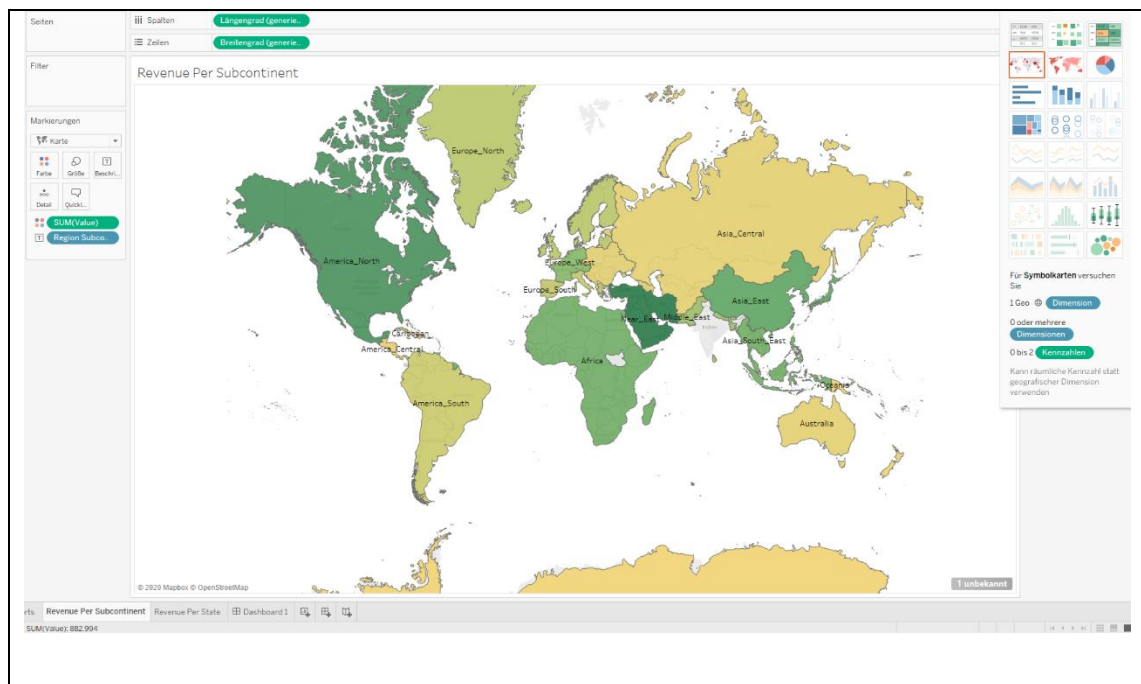 Seiten
Spalten
Längengrad (generie..
Zeilen
Breitengrad (generie..
Filter
Markierungen
Karte
Farbe
Größe
Beschri...
Detail
Quicki...
SUM(Value)
Region Subco..
Revenue Per Subcontinent
Europe_North
Asia_Central
America_North
Europe_West
Europe_South
Asia_East
Near_East
Middle_East
Caribbean
Asia_South_East
America_Central
Africa
Oceania
America_South
Australia
© 2020 Mapbox © OpenStreetMap
1 unbekannt
Für Symbolkarten versuchen
Sie
1 Geo
Dimension
0 oder mehrere
Dimensionen
0 bis 2
Kennzahlen
Kann räumliche Kennzahl statt
geografischer Dimension
verwenden
rts
Revenue Per Subcontinent
Revenue Per State
Dashboard 1
SUM(Value): 882.994